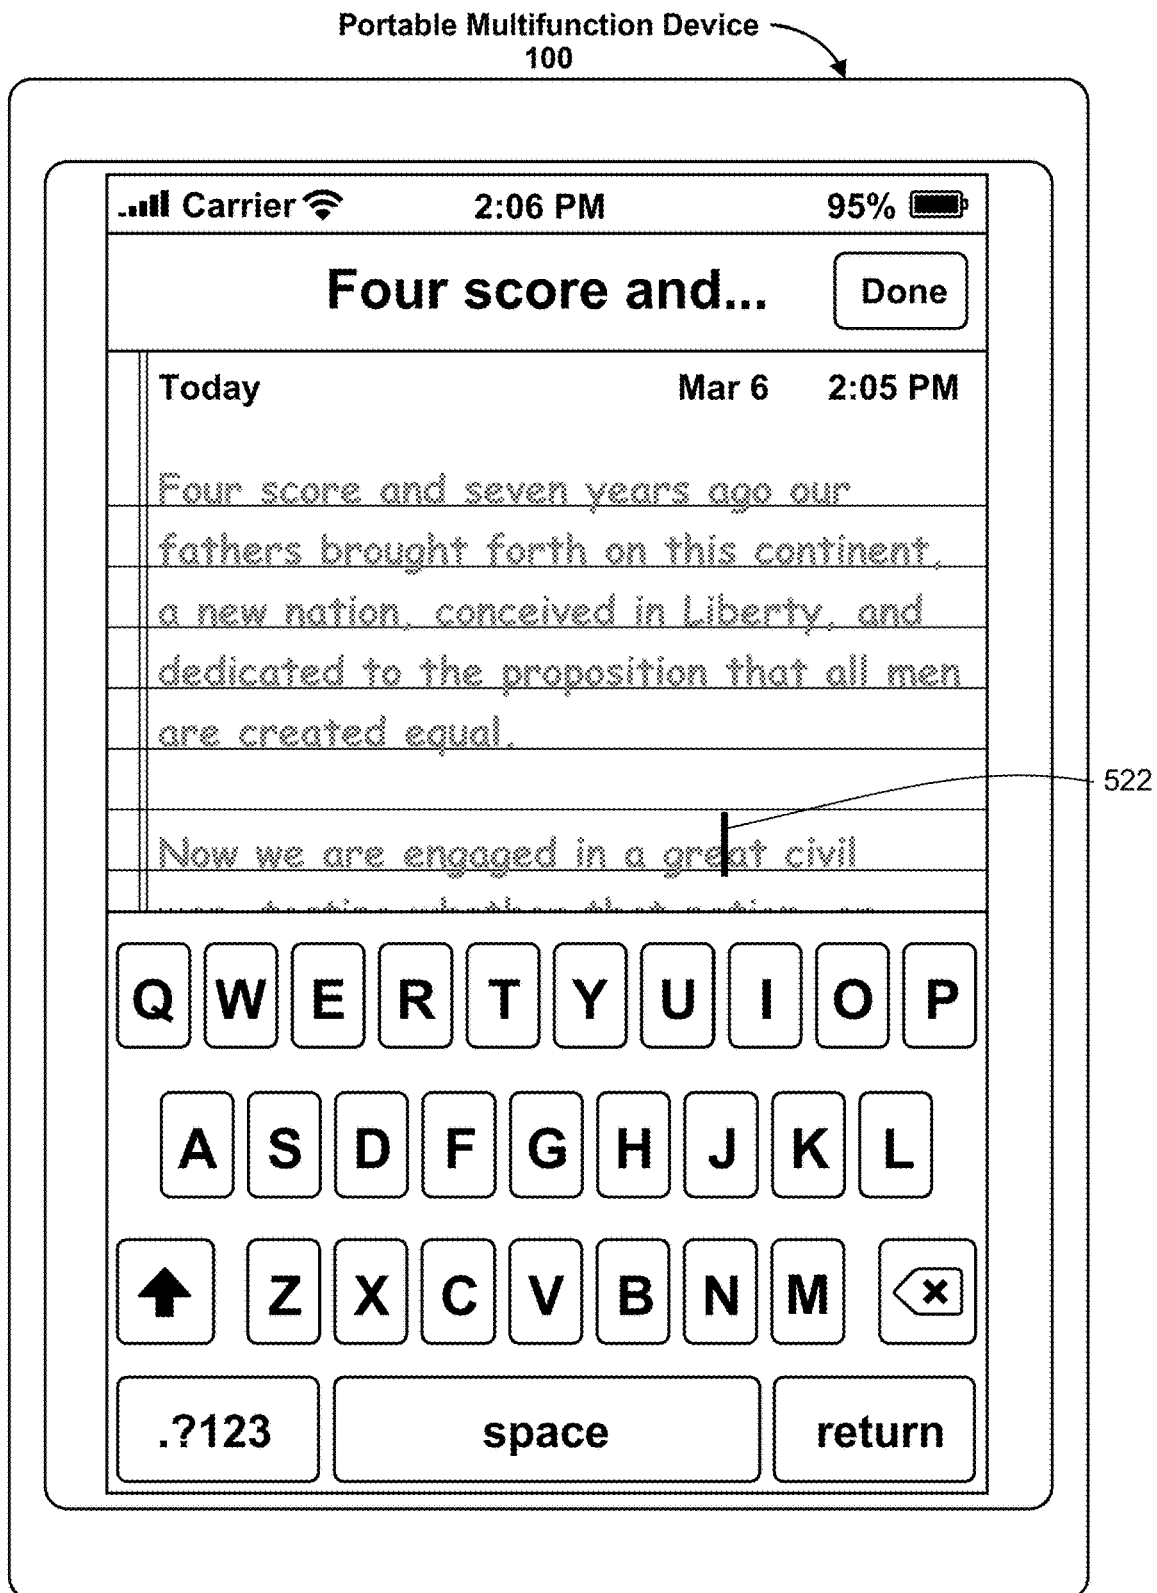 Portable Multifunction Device
100
Carrier 2:06 PM 95%
Four score and... Done
Today Mar 6 2:05 PM
Four score and seven years ago our
fathers brought forth on this continent,
a new nation, conceived in Liberty, and
dedicated to the proposition that all men
are created equal.
522
Now we are engaged in a great civil
Q W E R T Y U I O P
A S D F G H J K L
Z X C V B N M
.?123 space return